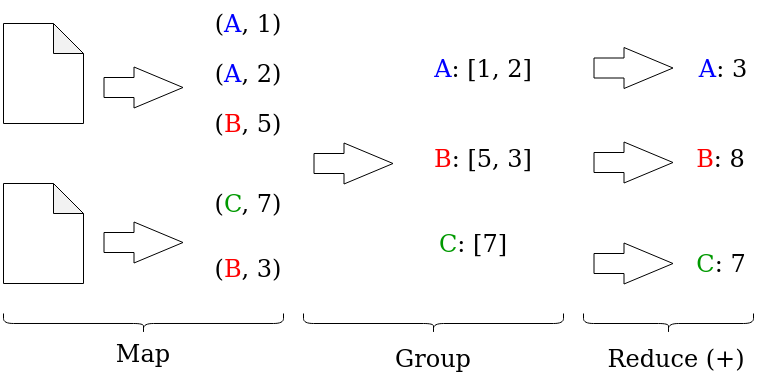 (A, 1)
(A, 2)
(B, 5)
(C, 7)
(B, 3)
A: [1, 2]
B: [5, 3]
C: [7]
A: 3
B: 8
C: 7
Map
Group
Reduce (+)